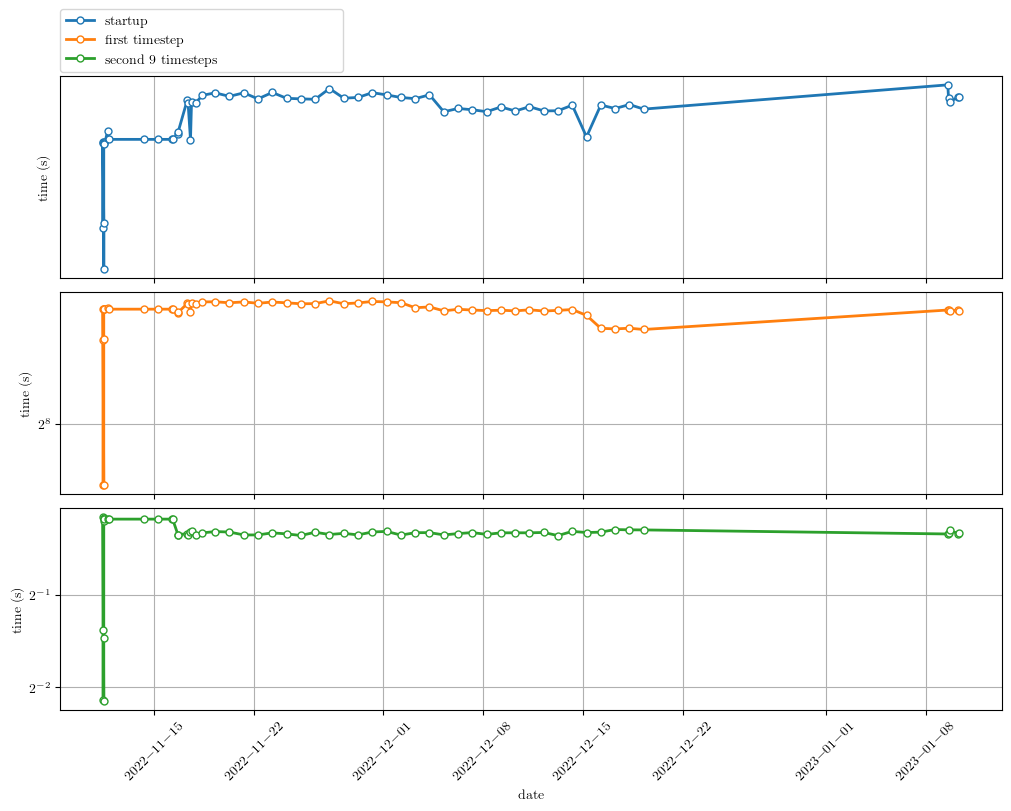 startup
first timestep
second 9 timesteps
time (s)
time (s)
2⁸
time (s)
2⁻¹
2⁻²
2022−11−15
2022−11−22
2022−12−01
2022−12−08
2022−12−15
2022−12−22
2023−01−01
2023−01−08
date